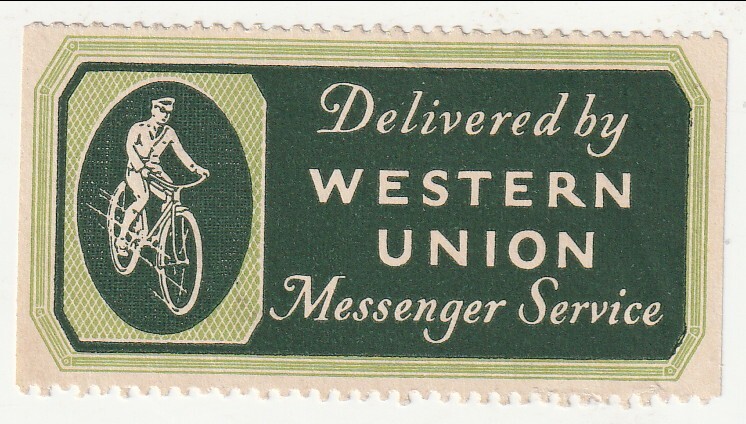 Delivered by
WESTERN
UNION
Messenger Service